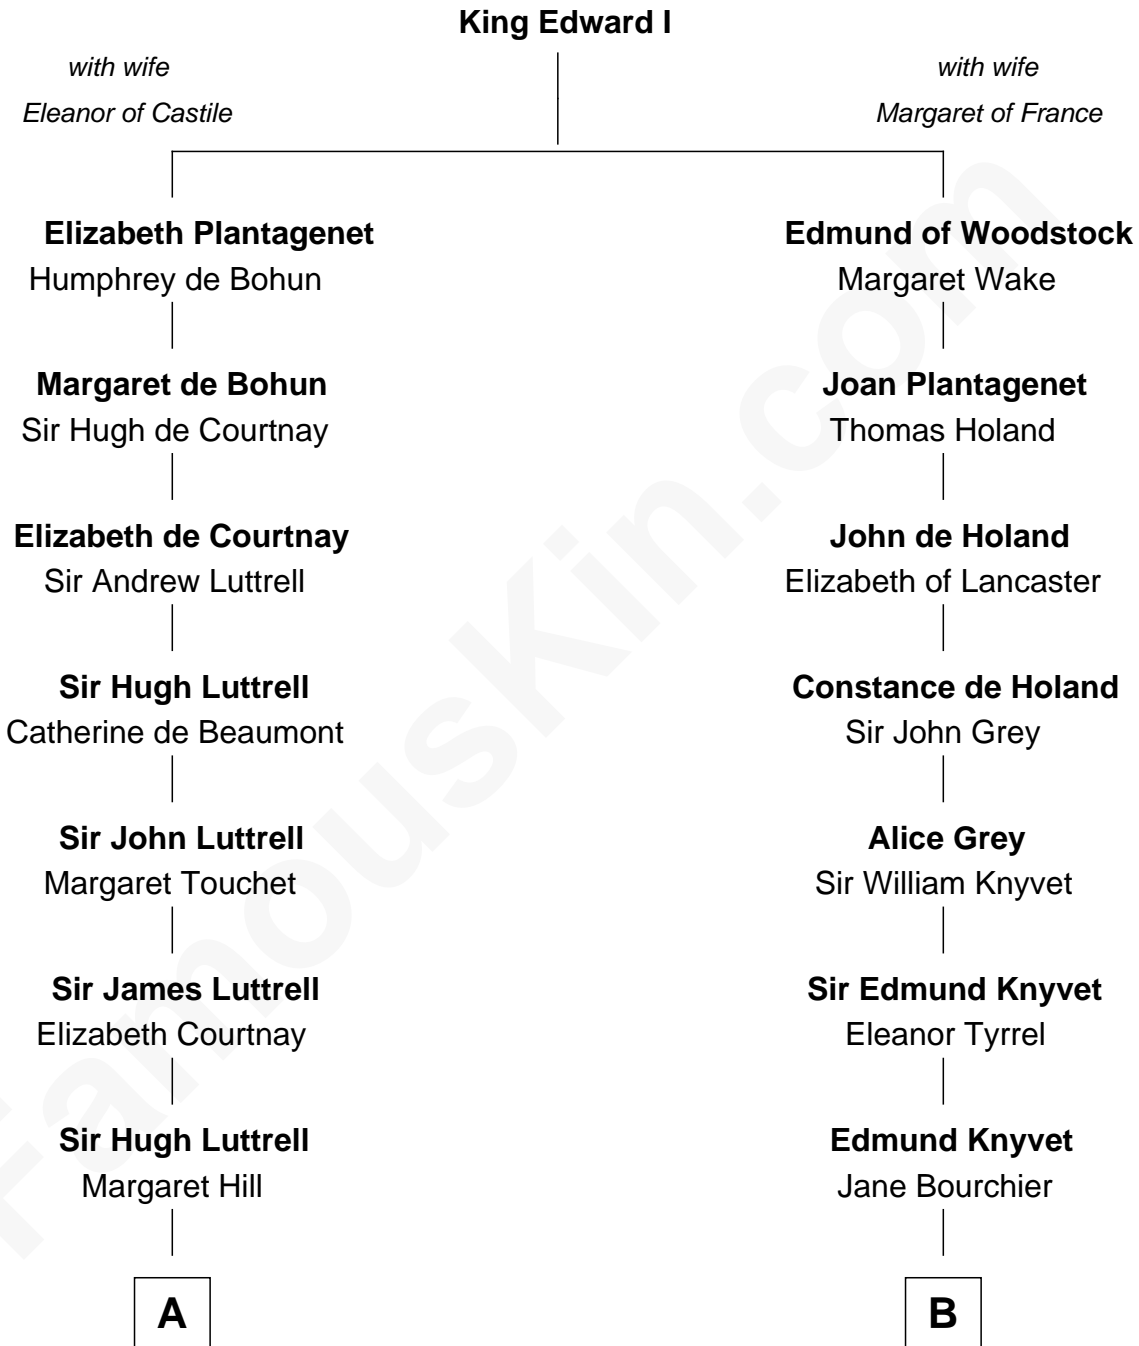 King Edward I
with wife
Eleanor of Castile
with wife
Margaret of France
Elizabeth Plantagenet
Humphrey de Bohun
Edmund of Woodstock
Margaret Wake
Margaret de Bohun
Sir Hugh de Courtnay
Joan Plantagenet
Thomas Holand
Elizabeth de Courtnay
Sir Andrew Luttrell
John de Holand
Elizabeth of Lancaster
Sir Hugh Luttrell
Catherine de Beaumont
Constance de Holand
Sir John Grey
Sir John Luttrell
Margaret Touchet
Alice Grey
Sir William Knyvet
Sir James Luttrell
Elizabeth Courtnay
Sir Edmund Knyvet
Eleanor Tyrrel
Sir Hugh Luttrell
Margaret Hill
Edmund Knyvet
Jane Bourchier
A
B
FamousKin.com